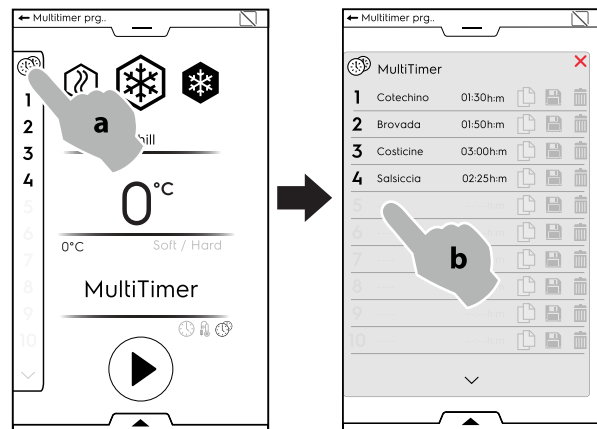 ← Multitimer prg..
1
2
3
4
5
6
7
8
9
10
a
hill
0°C
0°C Soft / Hard
MultiTimer
← Multitimer prg..
MultiTimer
1 Cotechino 01:30h:m
2 Brovada 01:50h:m
3 Costicine 03:00h:m
4 Salsiccia 02:25h:m
5
6
7
8
9
10
b